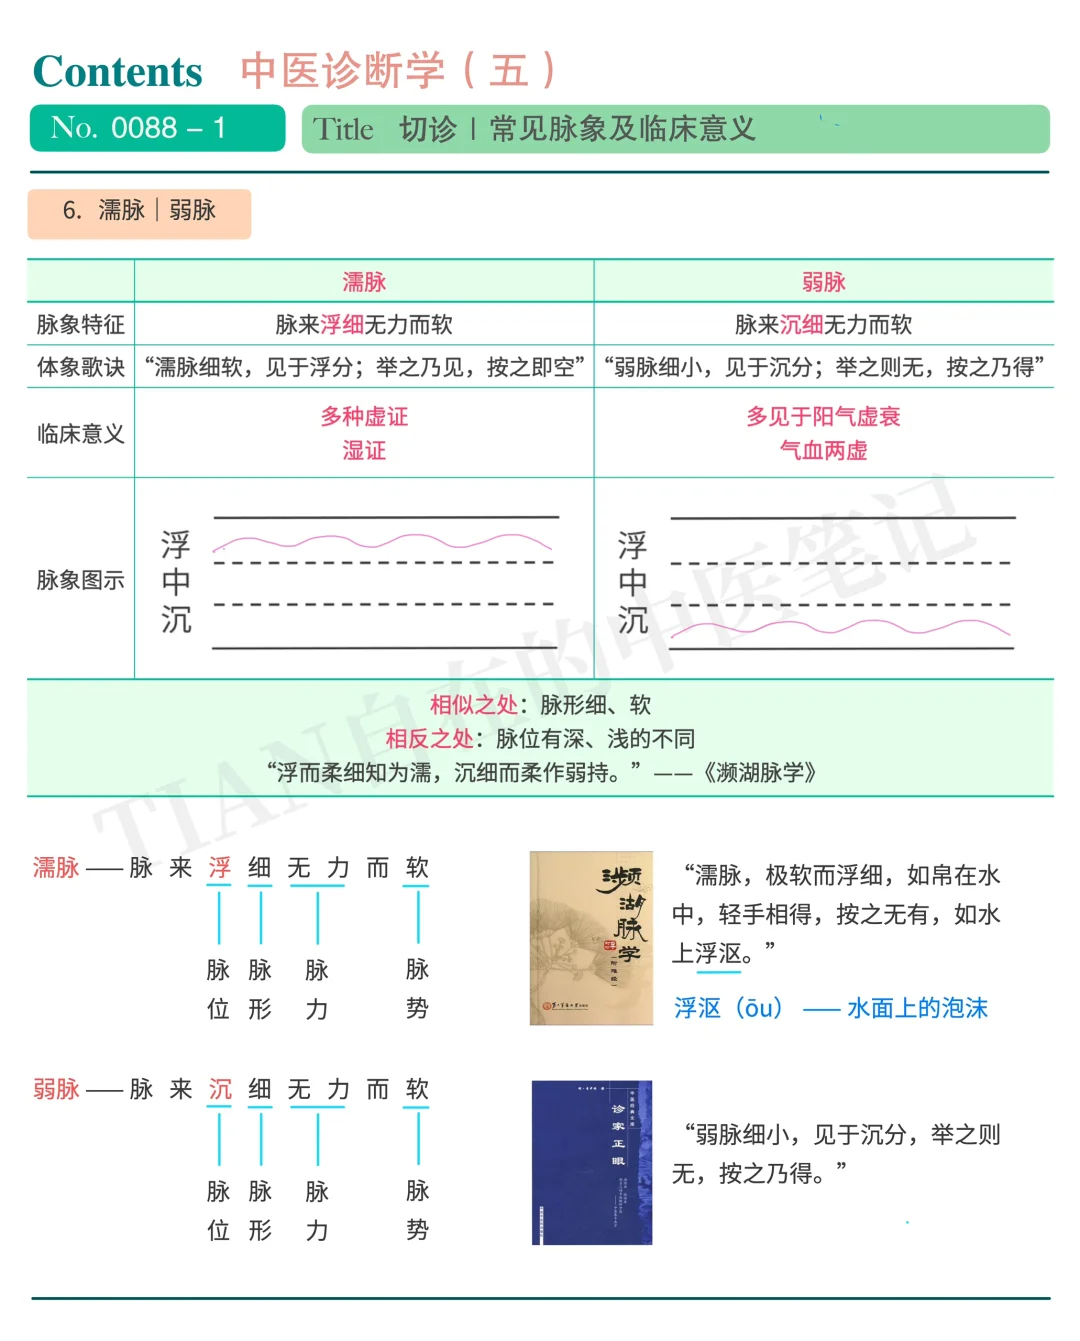 Contents 中医诊断学（五）
No. 0088 – 1
Title 切诊 | 常见脉象及临床意义
6. 濡脉｜弱脉
濡脉 弱脉
脉象特征 脉来浮细无力而软 脉来沉细无力而软
体象歌诀 “濡脉细软，见于浮分；举之乃见，按之即空” “弱脉细小，见于沉分；举之则无，按之乃得”
临床意义
多种虚证
湿证
多见于阳气虚衰
气血两虚
脉象图示
浮
中
沉
浮
中
沉
相似之处：脉形细、软
相反之处：脉位有深、浅的不同
“浮而柔细知为濡，沉细而柔作弱持。”——《濒湖脉学》
TIAN自在的中医笔记
濡脉 —— 脉来浮细无力而软
脉位 脉形 脉力 脉势
濒湖脉学
“濡脉，极软而浮细，如帛在水
中，轻手相得，按之无有，如水
上浮沤。”
浮沤（ōu） —— 水面上的泡沫
弱脉 —— 脉来沉细无力而软
脉位 脉形 脉力 脉势
诊家正眼
“弱脉细小，见于沉分，举之则
无，按之乃得。”